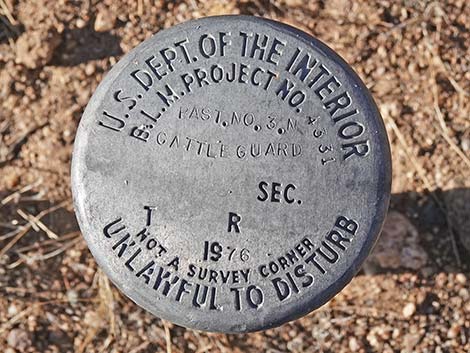 U.S. DEPT. OF THE INTERIOR
B.L.M. PROJECT NO. 4531
PAST. NO. 3. N
CATTLE GUARD
SEC.
T R
1976
NOT A SURVEY CORNER
UNLAWFUL TO DISTURB